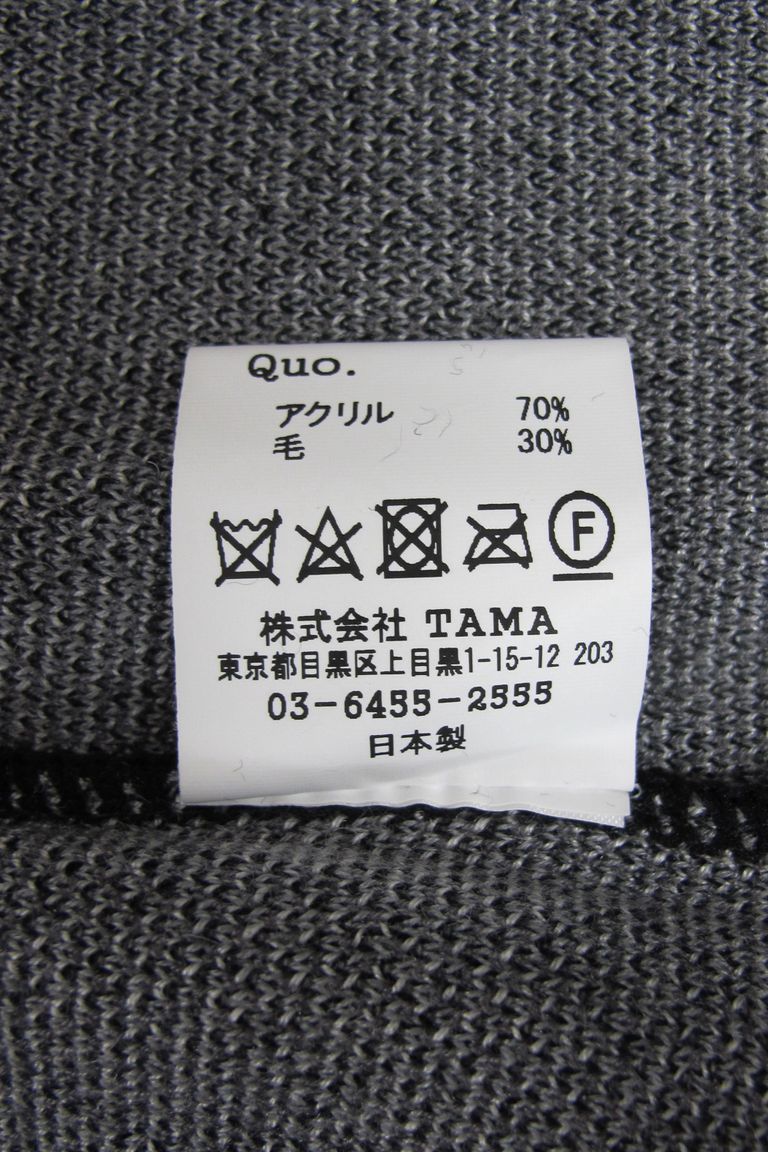 Quo.
アクリル 70%
毛 30%
F
株式会社 TAMA
東京都目黒区上目黒1-15-12 203
03-6455-2555
日本製